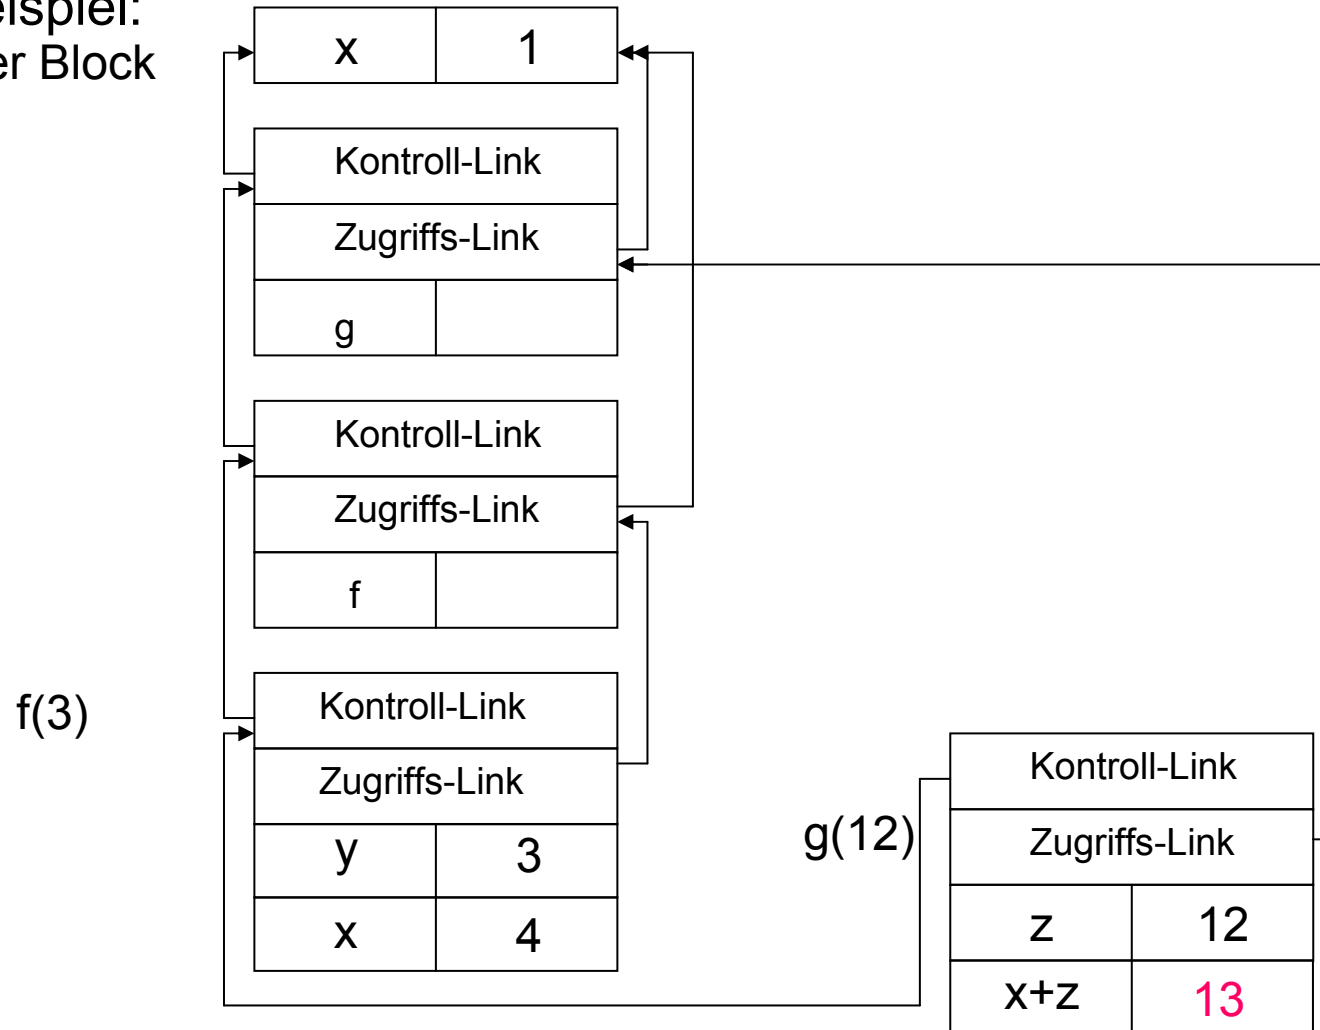 er Block
x 1
Kontroll-Link
Zugriffs-Link
g
Kontroll-Link
Zugriffs-Link
f
f(3)
Kontroll-Link
Zugriffs-Link
y 3
x 4
g(12)
Kontroll-Link
Zugriffs-Link
z 12
x+z 13